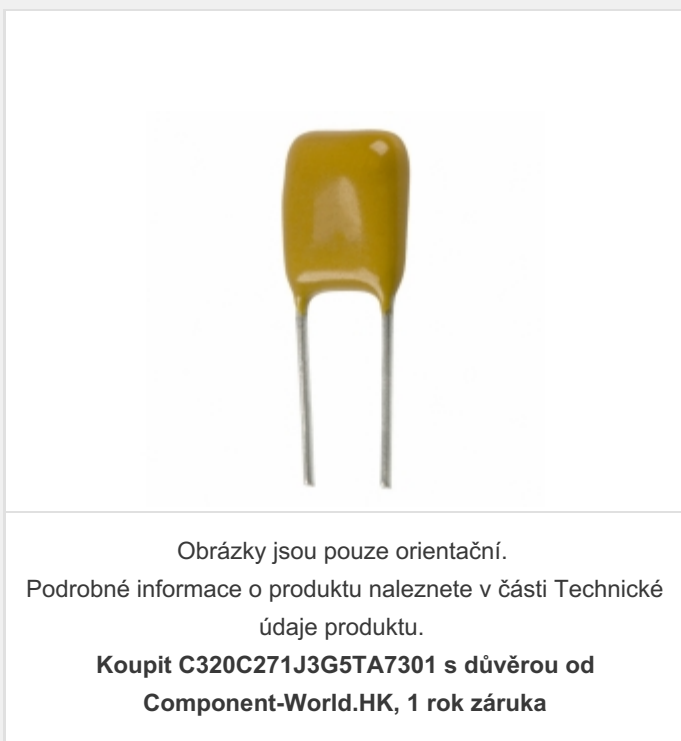 Obrázky jsou pouze orientační.
Podrobné informace o produktu naleznete v části Technické
údaje produktu.
Koupit C320C271J3G5TA7301 s důvěrou od
Component-World.HK, 1 rok záruka